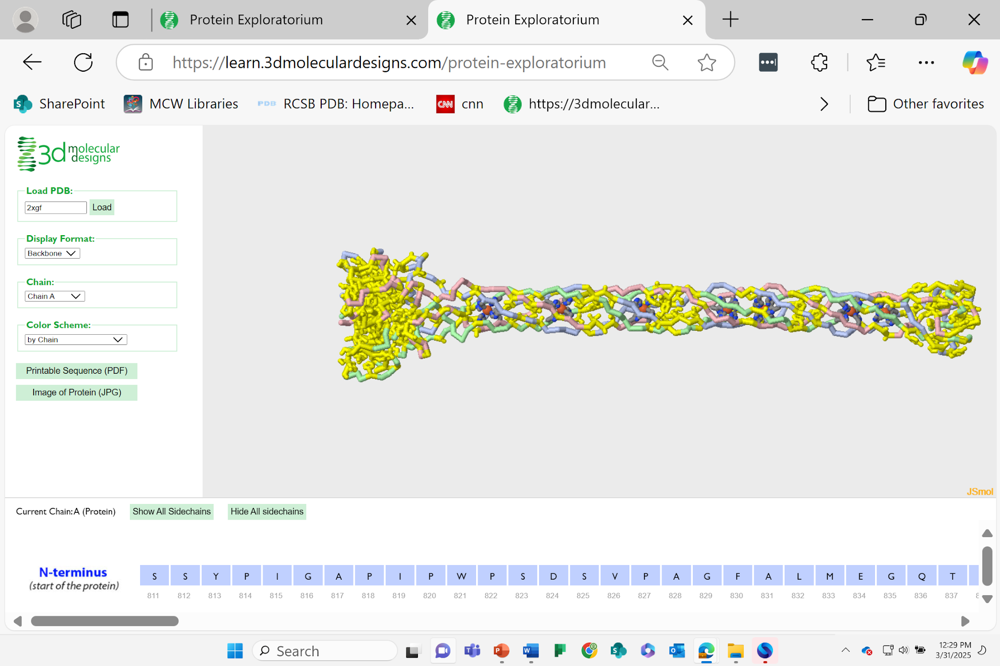 Protein Exploratorium
Protein Exploratorium
https://learn.3dmoleculardesigns.com/protein-exploratorium
SharePoint
MCW Libraries
PDB
RCSB PDB: Homepa...
CNN
cnn
https://3dmolecular...
Other favorites
3d molecular designs
Load PDB:
2xgf
Load
Display Format:
Backbone
Chain:
Chain A
Color Scheme:
by Chain
Printable Sequence (PDF)
Image of Protein (JPG)
JSmol
Current Chain:A (Protein)
Show All Sidechains
Hide All sidechains
N-terminus
(start of the protein)
S S Y P I G A P I P W P S D S V P A G F A L M E G Q T
811 812 813 814 815 816 817 818 819 820 821 822 823 824 825 826 827 828 829 830 831 832 833 834 835 836 837 8
Search
12:29 PM
3/31/2025